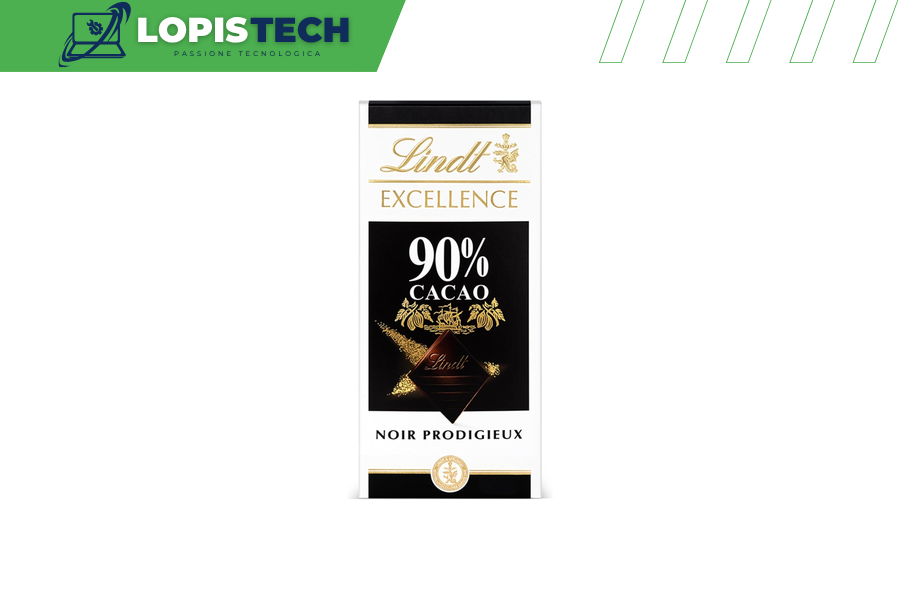 LOPISTECH
PASSIONE TECNOLOGICA
Lindt
EXCELLENCE
90%
CACAO
Lindt
NOIR PRODIGIEUX